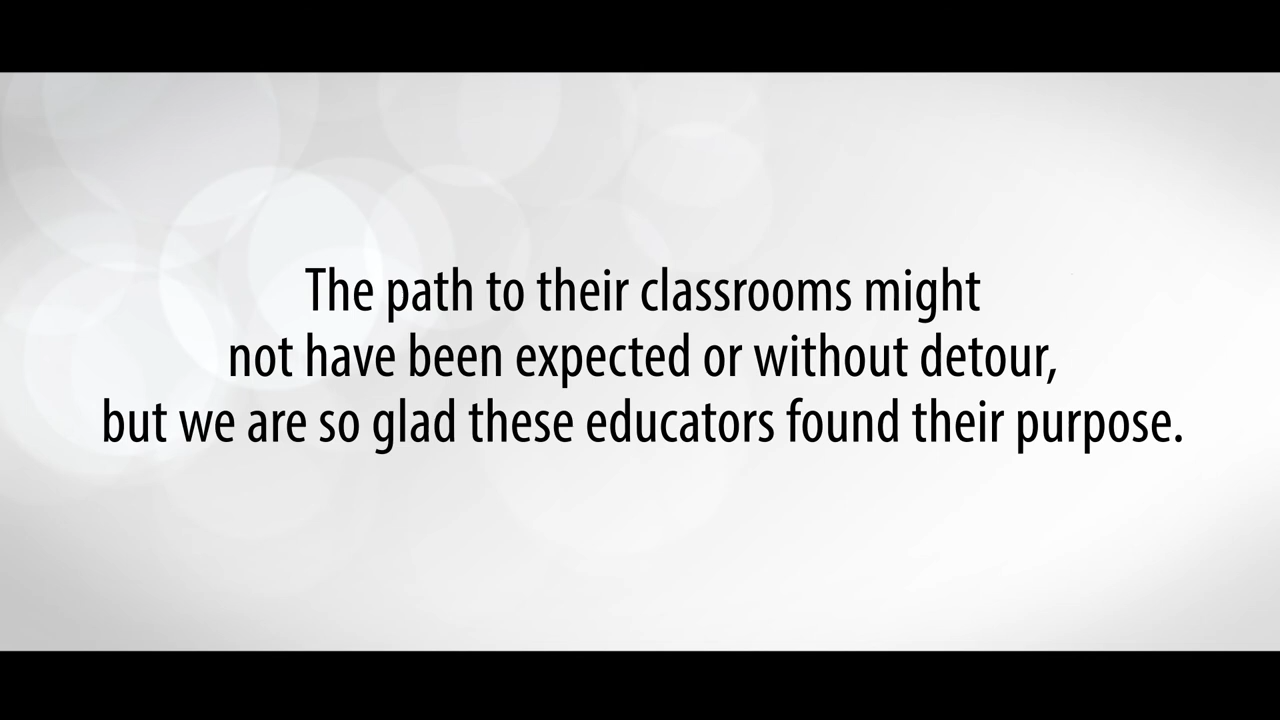 The path to their classrooms might
not have been expected or without detour,
but we are so glad these educators found their purpose.